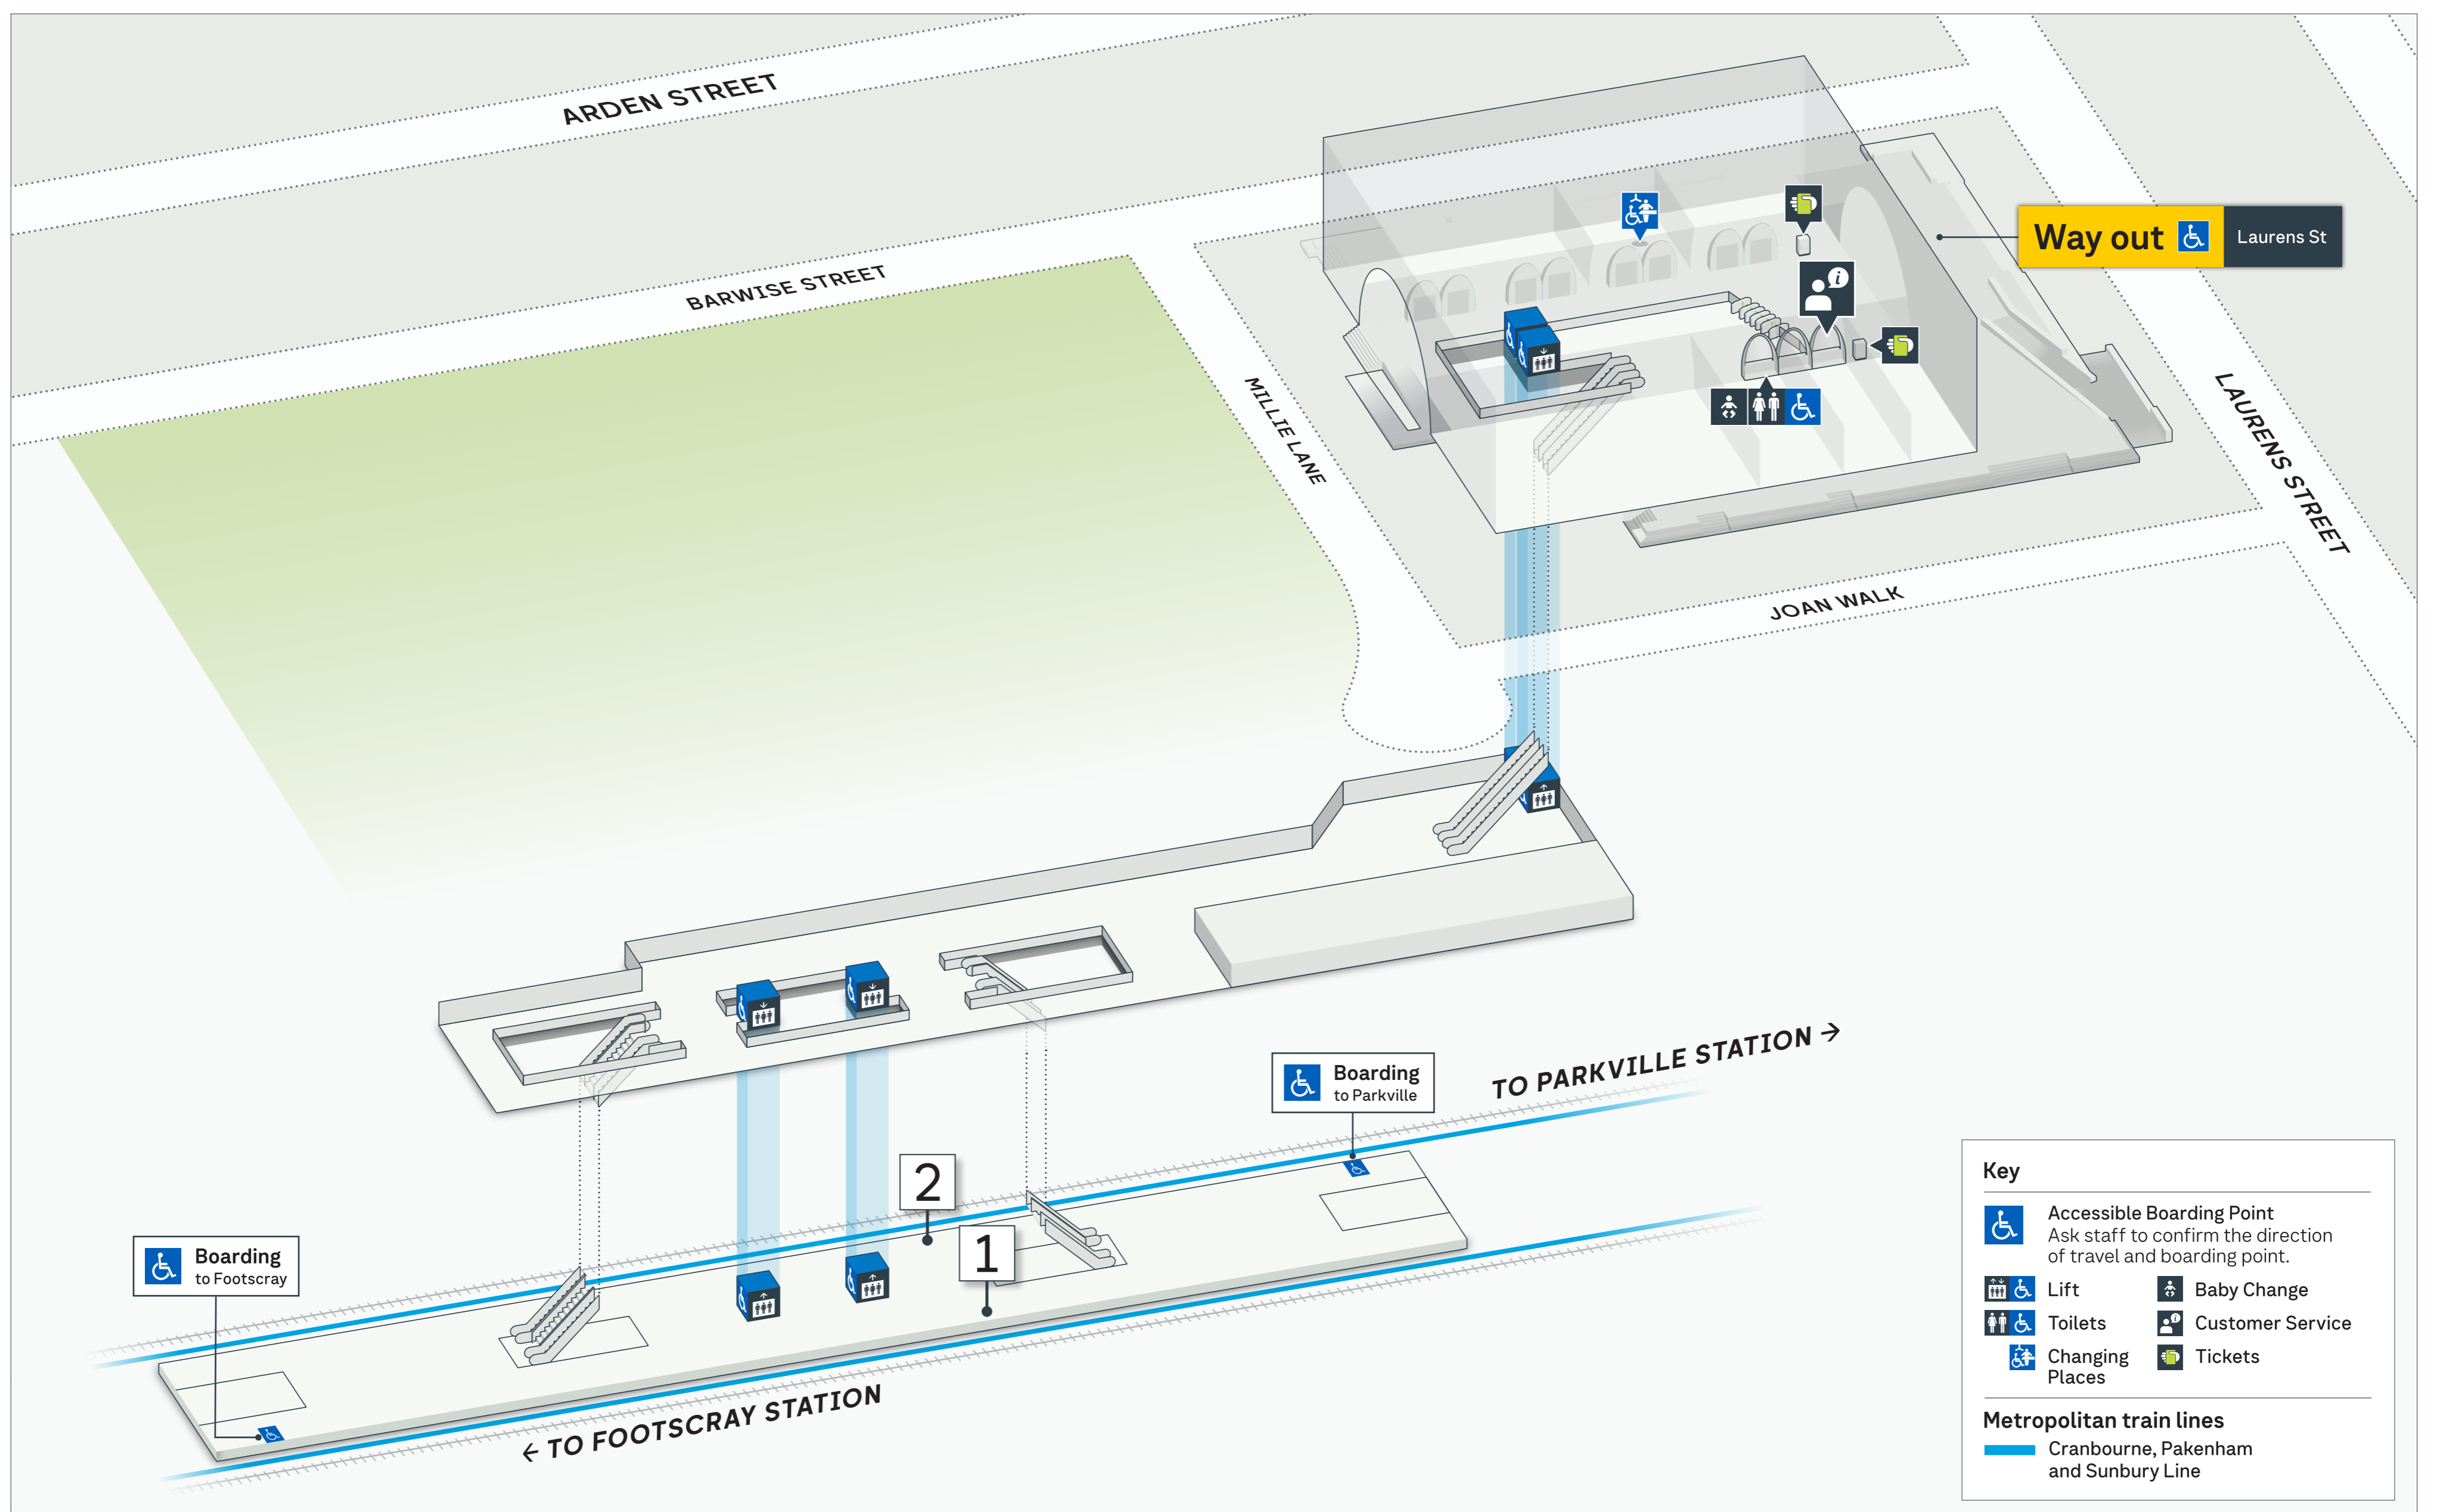 ARDEN STREET
BARWISE STREET
MILLIE LANE
Way out
Laurens St
i
LAURENS STREET
JOAN WALK
TO PARKVILLE STATION →
Boarding
to Parkville
2
1
Boarding
to Footscray
← TO FOOTSCRAY STATION
Key
Accessible Boarding Point
Ask staff to confirm the direction
of travel and boarding point.
Lift
Baby Change
Toilets
Customer Service
Changing
Places
Tickets
Metropolitan train lines
Cranbourne, Pakenham
and Sunbury Line